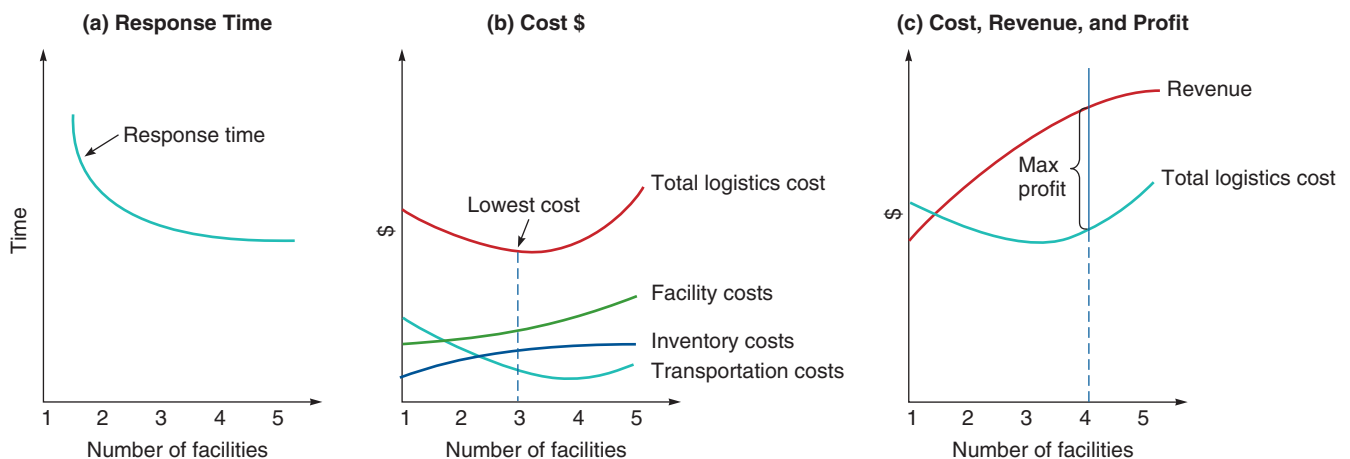 (a) Response Time
Time
Response time
1 2 3 4 5
Number of facilities
(b) Cost $
$
Lowest cost
Total logistics cost
Facility costs
Inventory costs
Transportation costs
1 2 3 4 5
Number of facilities
(c) Cost, Revenue, and Profit
$
Revenue
Max
profit
Total logistics cost
1 2 3 4 5
Number of facilities